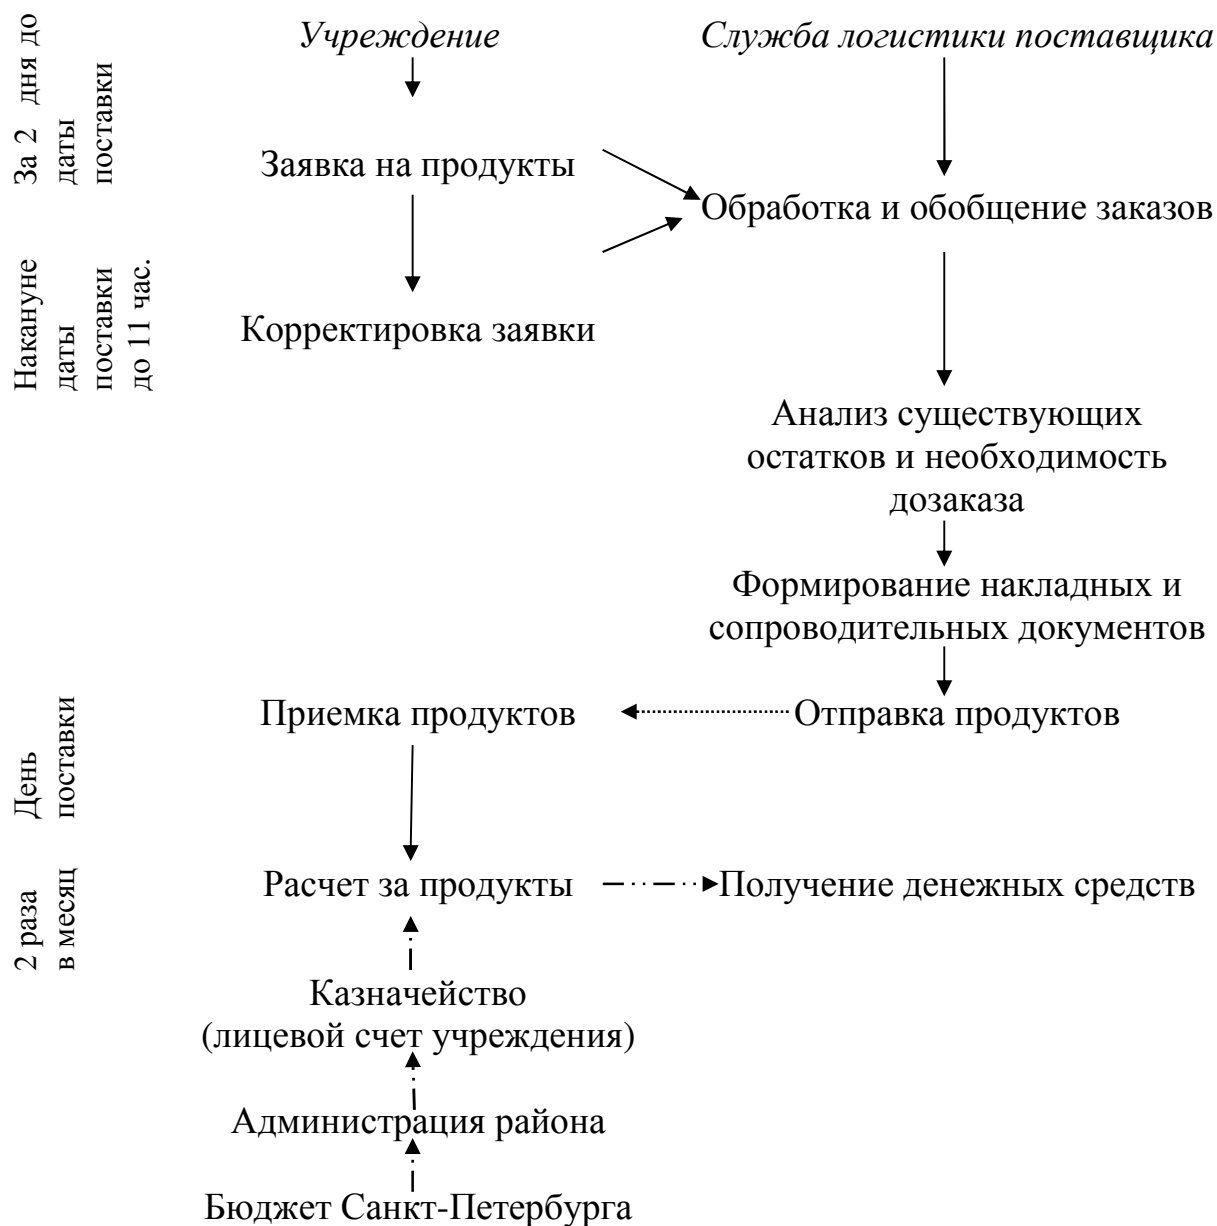 За 2 дня до
даты
поставки
Учреждение
Служба логистики поставщика
Заявка на продукты
Обработка и обобщение заказов
Накануне
даты
поставки
до 11 час.
Корректировка заявки
Анализ существующих
остатков и необходимость
дозаказа
Формирование накладных и
сопроводительных документов
День
поставки
Приемка продуктов
Отправка продуктов
2 раза
в месяц
Расчет за продукты
Получение денежных средств
Казначейство
(лицевой счет учреждения)
Администрация района
Бюджет Санкт-Петербурга